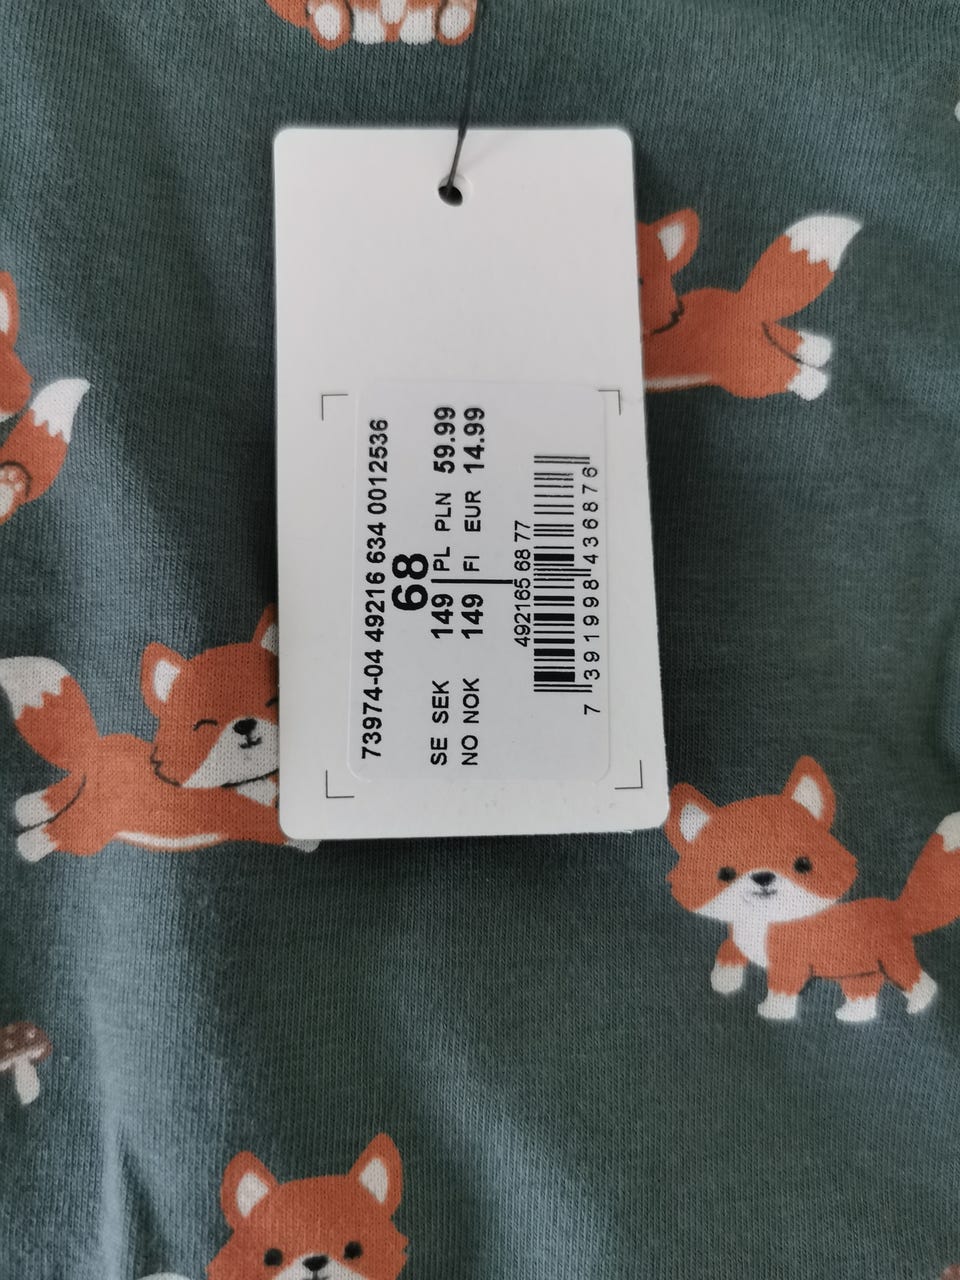 73974-04 49216 634 0012536
68
SE SEK 149 PL PLN 59.99
NO NOK 149 FI EUR 14.99
492165 68 77
7 391998 436876